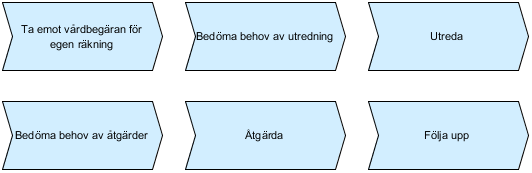 Ta emot vårdbegäran för
egen räkning
Bedöma behov av utredning
Utreda
Bedöma behov av åtgärder
Åtgärda
Följa upp